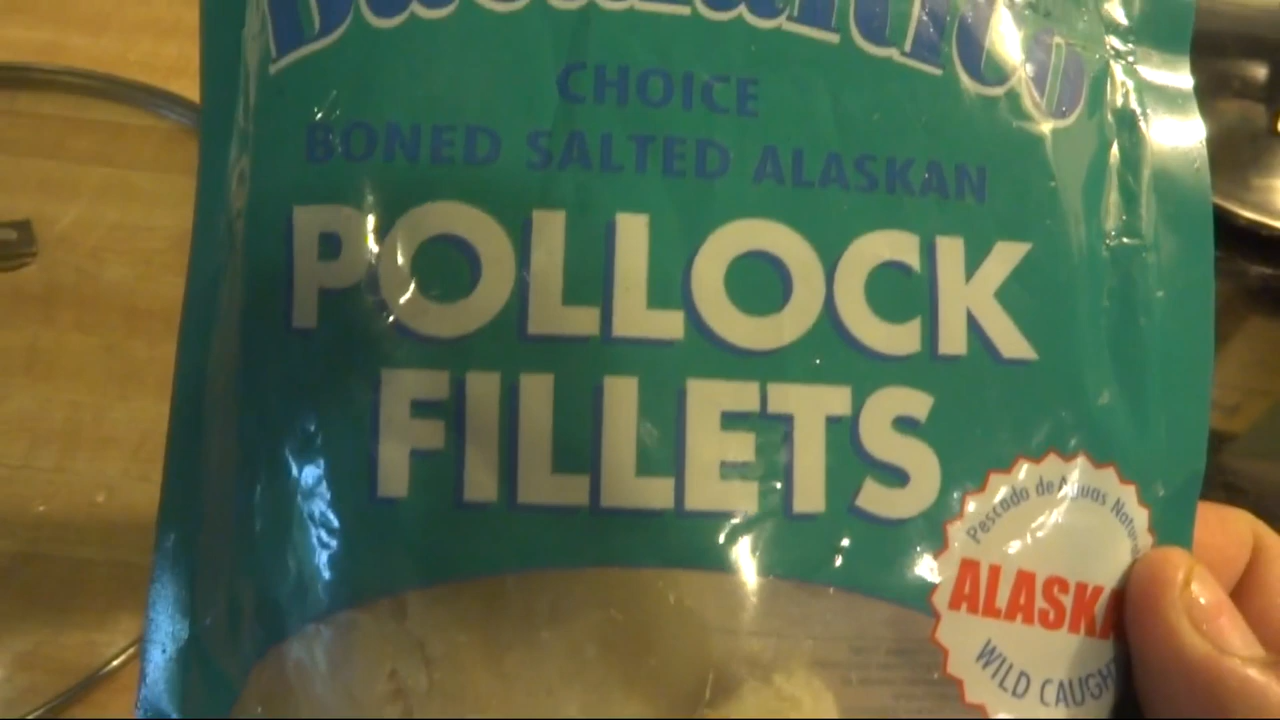 CHOICE
BONED SALTED ALASKAN
POLLOCK
FILLETS
Pescado de Aguas
ALASKA
WILD CAUGH